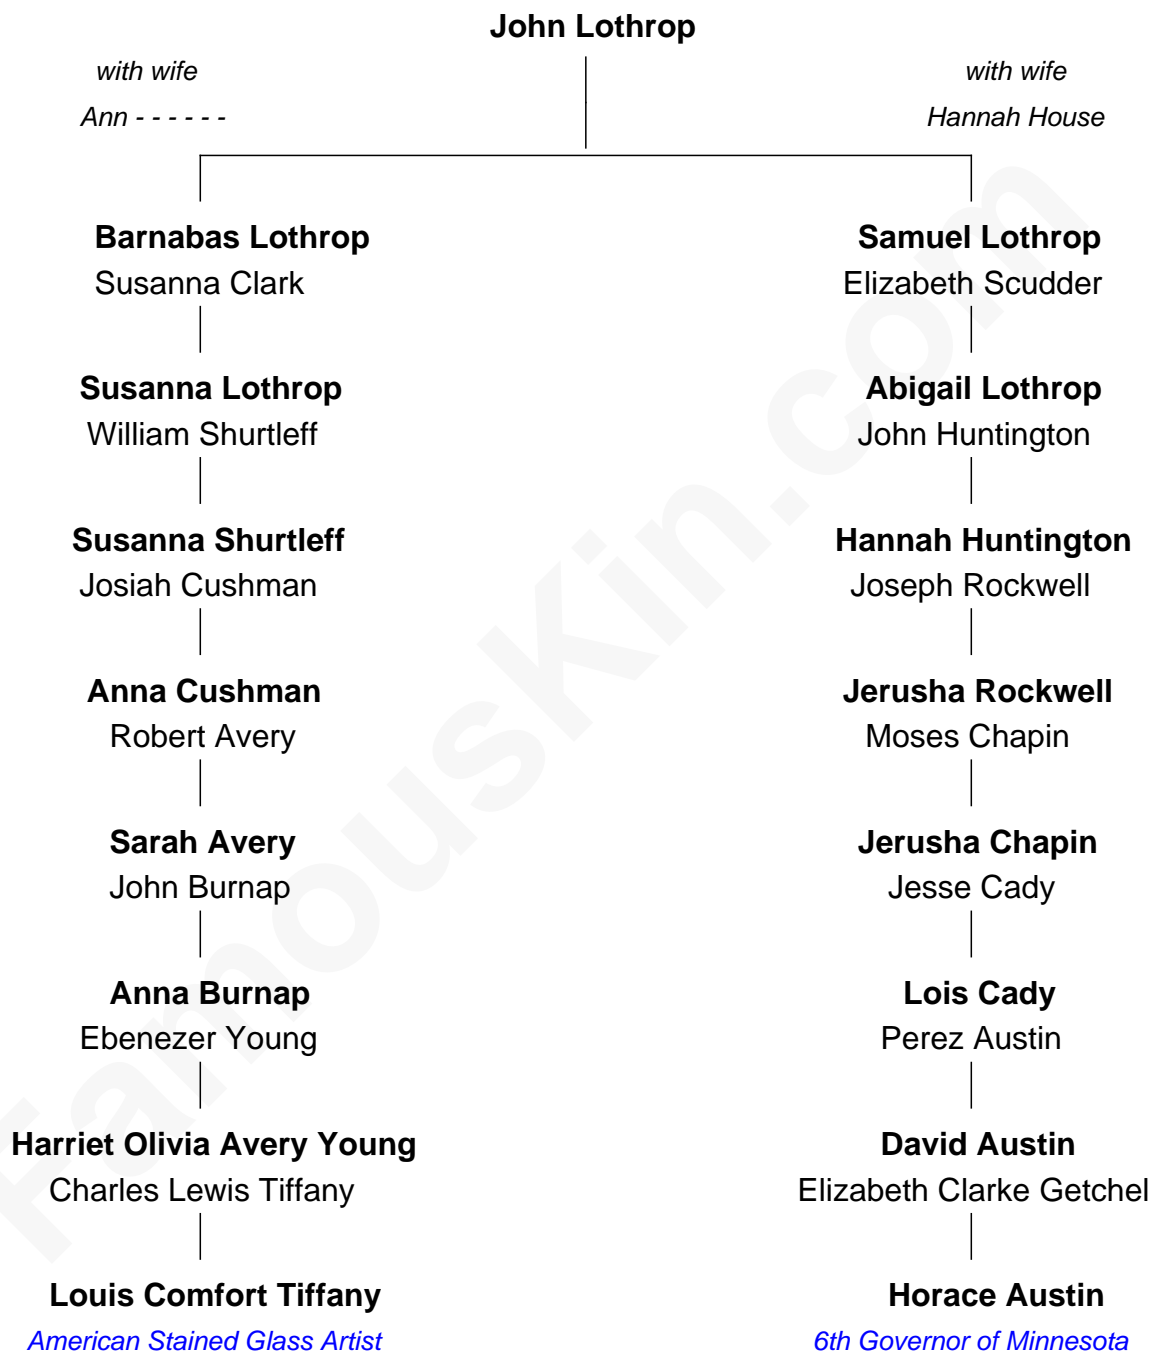 John Lothrop
with wife
Ann - - - - - -
with wife
Hannah House
Barnabas Lothrop
Susanna Clark
Samuel Lothrop
Elizabeth Scudder
Susanna Lothrop
William Shurtleff
Abigail Lothrop
John Huntington
Susanna Shurtleff
Josiah Cushman
Hannah Huntington
Joseph Rockwell
Anna Cushman
Robert Avery
Jerusha Rockwell
Moses Chapin
Sarah Avery
John Burnap
Jerusha Chapin
Jesse Cady
Anna Burnap
Ebenezer Young
Lois Cady
Perez Austin
Harriet Olivia Avery Young
Charles Lewis Tiffany
David Austin
Elizabeth Clarke Getchel
Louis Comfort Tiffany
American Stained Glass Artist
Horace Austin
6th Governor of Minnesota
FamousKin.com